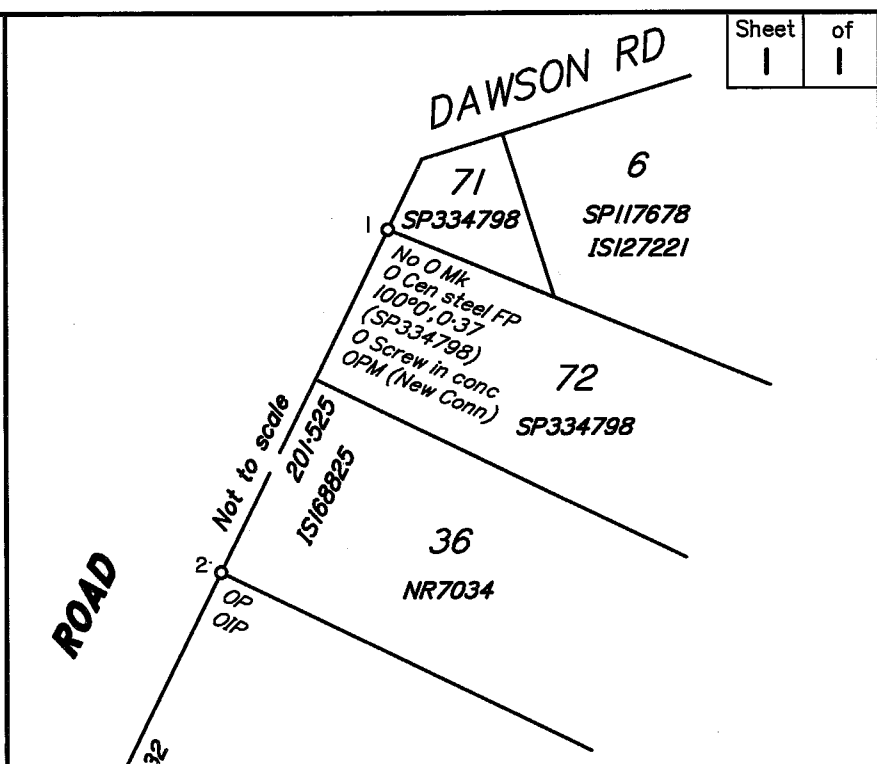 Sheet of
1 1
DAWSON RD
71
SP334798
6
SP117678
IS127221
1
No O Mk
O Cen steel FP
100°0', 0·37
(SP334798)
O Screw in conc
OPM (New Conn)
72
SP334798
Not to scale
201·525
IS168825
36
NR7034
2
OP
OIP
ROAD
32